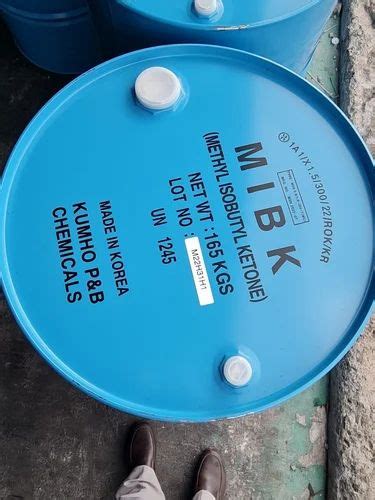 1A1/X1.5/300/22/ROK/KR
MIBK
(METHYL ISOBUTYL KETONE)
NET WT : 165 KGS
LOT NO : M22H31H1
UN 1245
MADE IN KOREA
KUMHO P&B
CHEMICALS